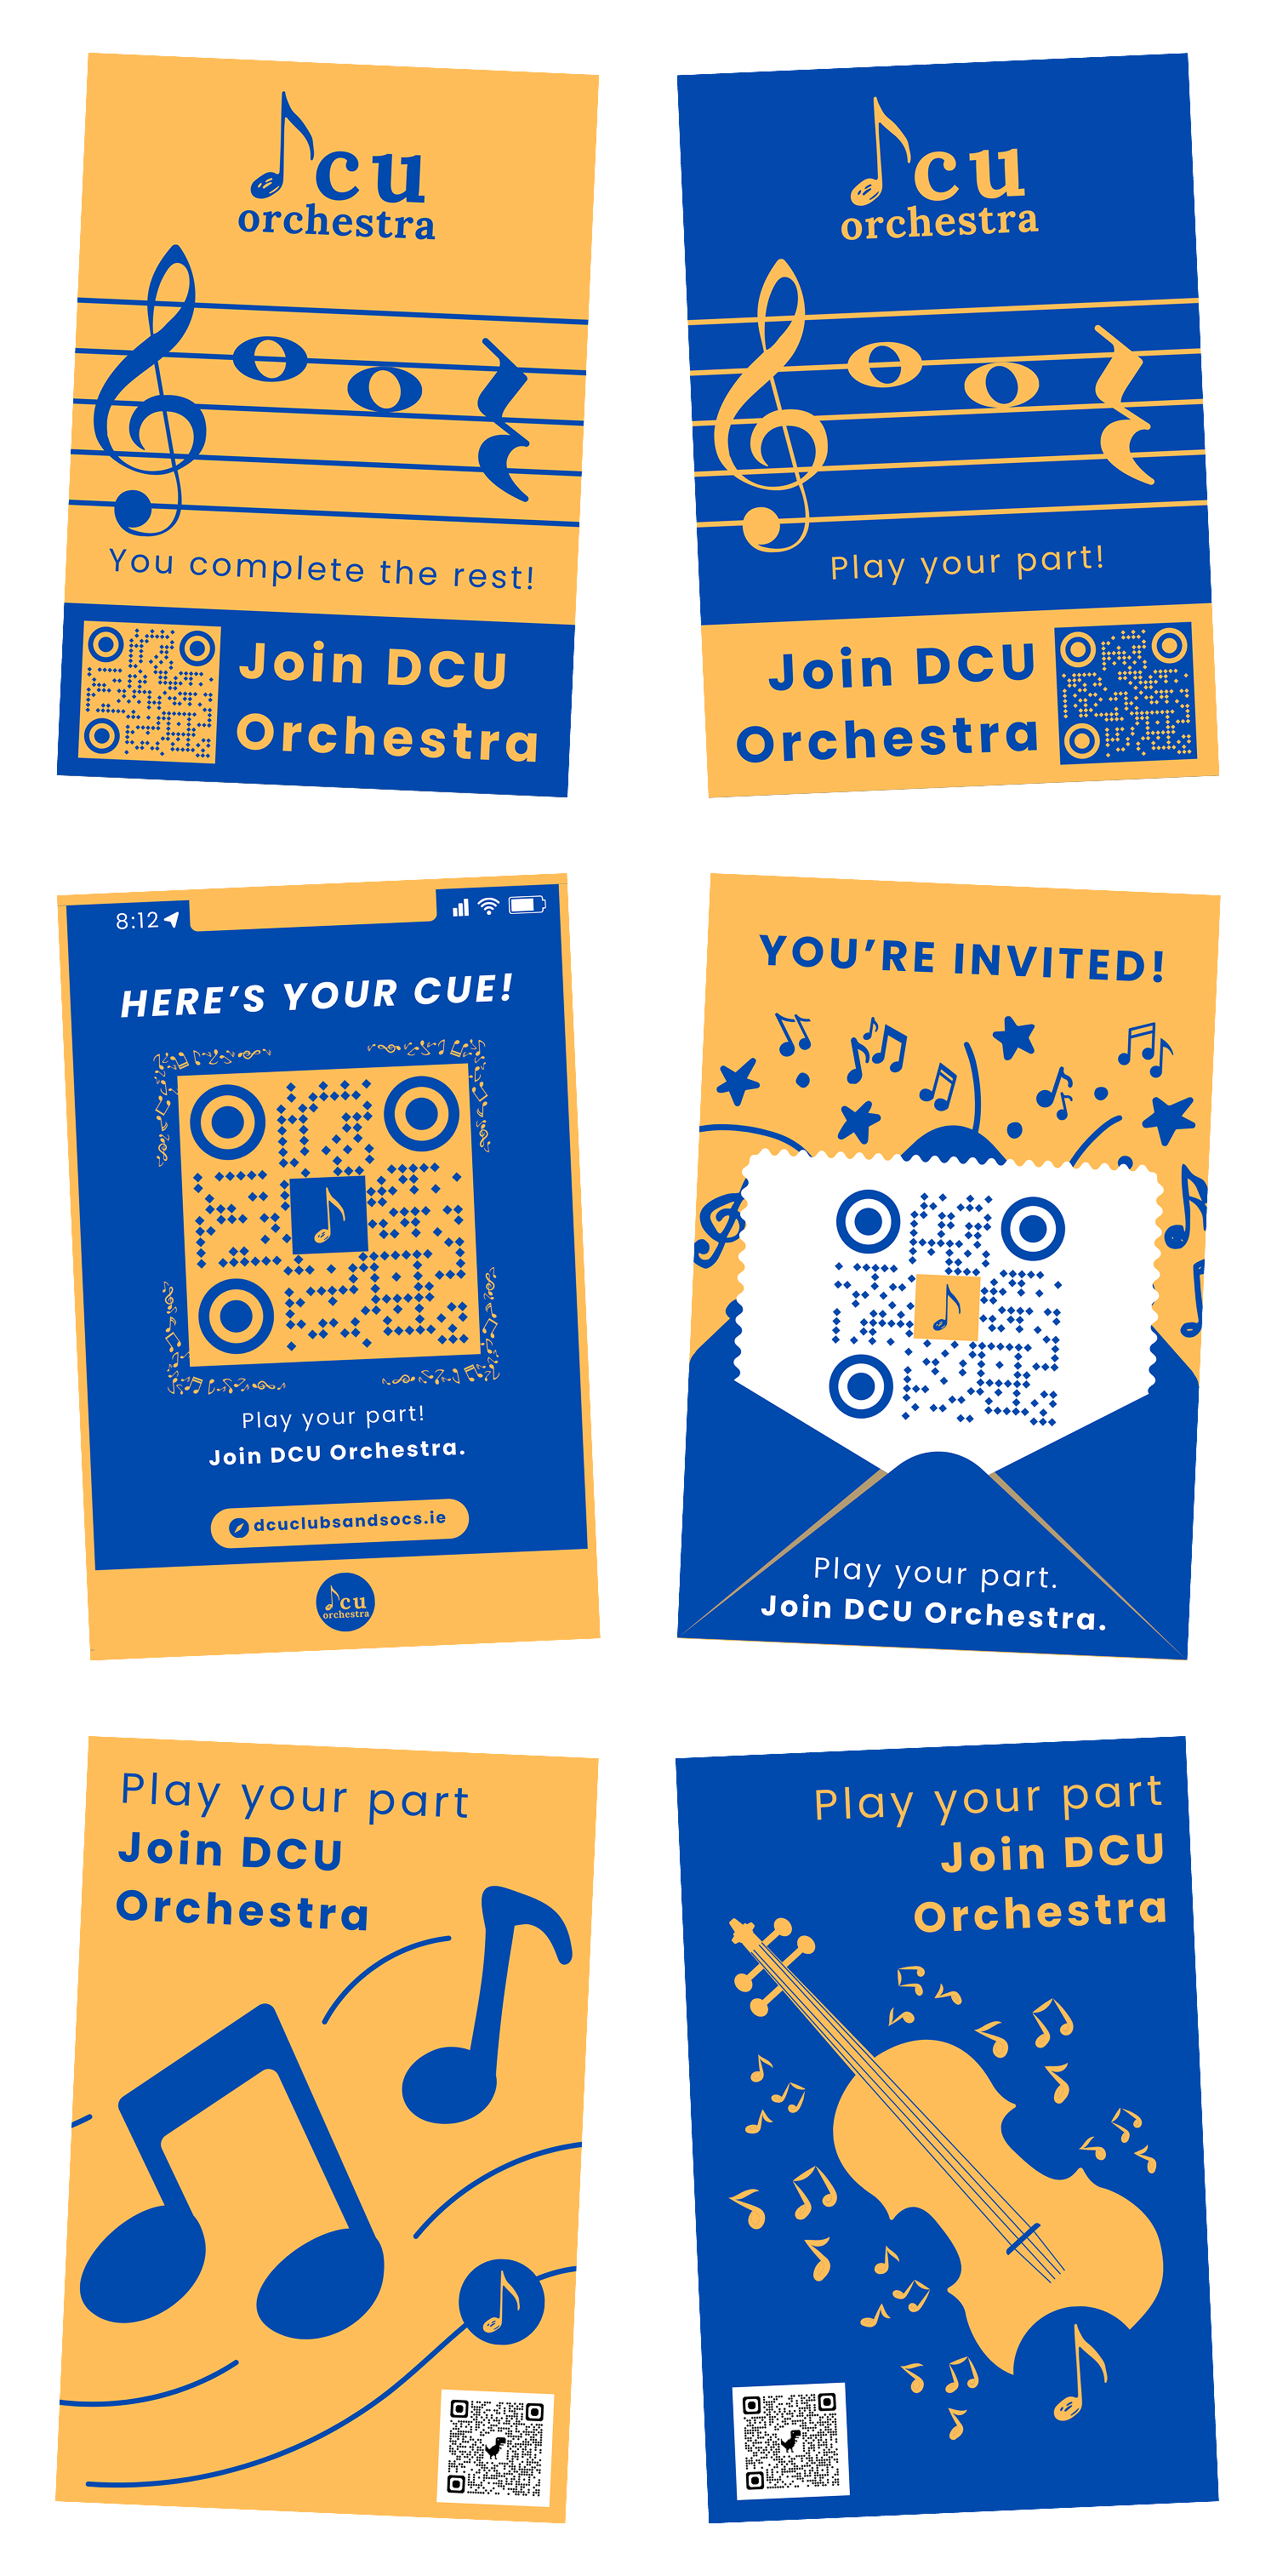 cu
orchestra
You complete the rest!
Join DCU
Orchestra
cu
orchestra
Play your part!
Join DCU
Orchestra
8:12
HERE'S YOUR CUE!
Play your part!
Join DCU Orchestra.
dcuclubsandsocs.ie
cu
orchestra
YOU'RE INVITED!
Play your part.
Join DCU Orchestra.
Play your part
Join DCU
Orchestra
Play your part
Join DCU
Orchestra